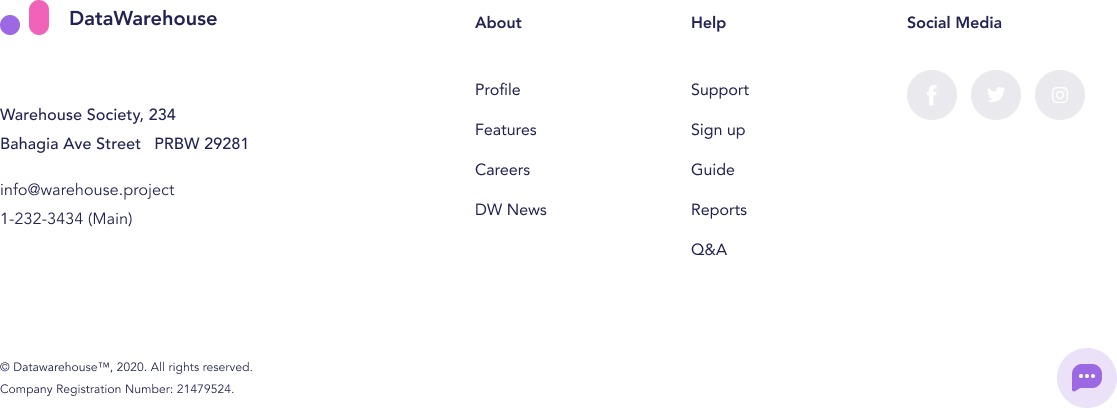 DataWarehouse
Warehouse Society, 234
Bahagia Ave Street PRBW 29281
info@warehouse.project
1-232-3434 (Main)
About
Profile
Features
Careers
DW News
Help
Support
Sign up
Guide
Reports
Q&A
Social Media
© Datawarehouse™, 2020. All rights reserved.
Company Registration Number: 21479524.